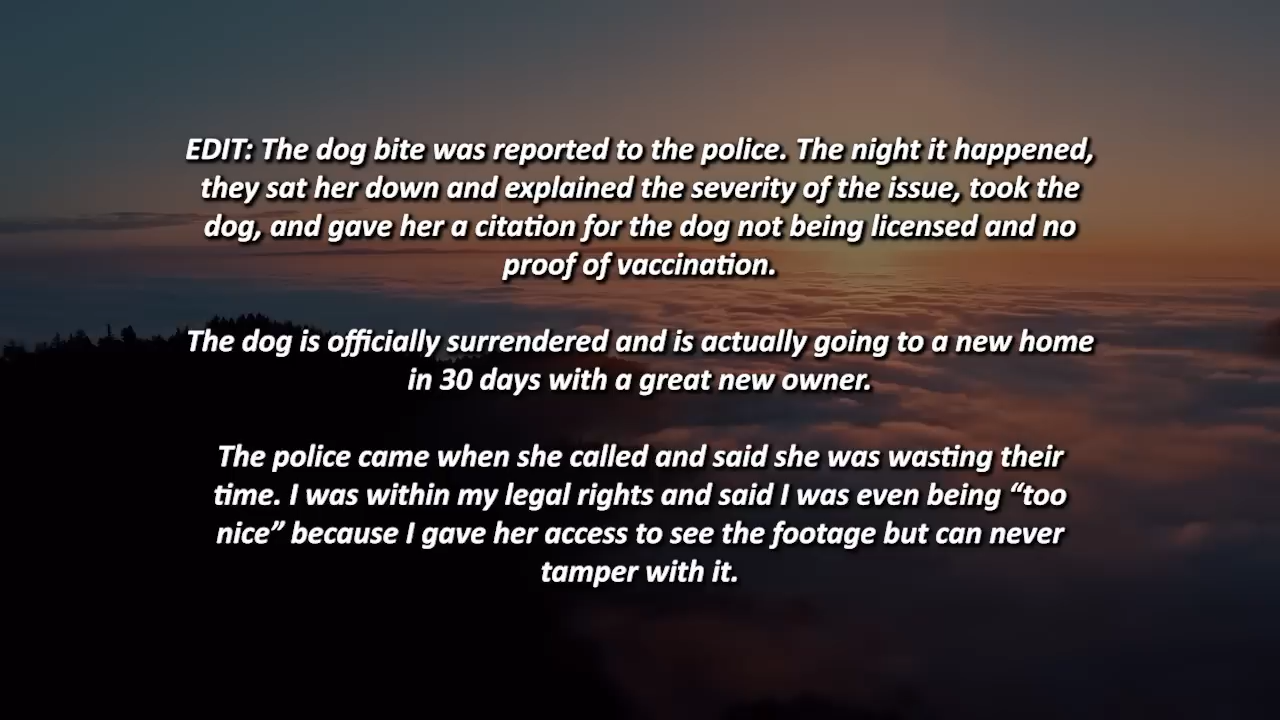 EDIT: The dog bite was reported to the police. The night it happened,
they sat her down and explained the severity of the issue, took the
dog, and gave her a citation for the dog not being licensed and no
proof of vaccination.
The dog is officially surrendered and is actually going to a new home
in 30 days with a great new owner.
The police came when she called and said she was wasting their
time. I was within my legal rights and said I was even being “too
nice” because I gave her access to see the footage but can never
tamper with it.